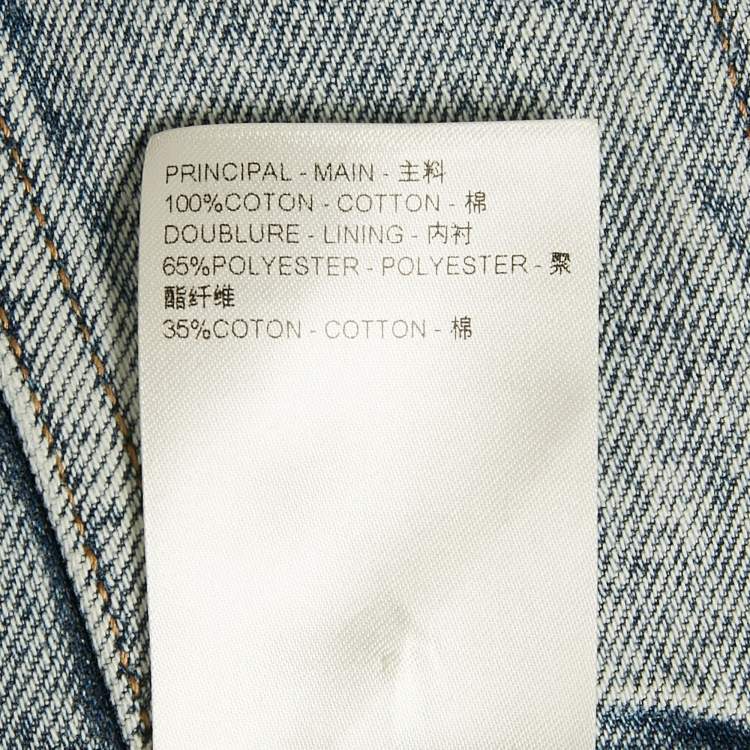 PRINCIPAL - MAIN - 主料
100%COTON - COTTON - 棉
DOUBLURE - LINING - 内衬
65%POLYESTER - POLYESTER - 聚
酯纤维
35%COTON - COTTON - 棉